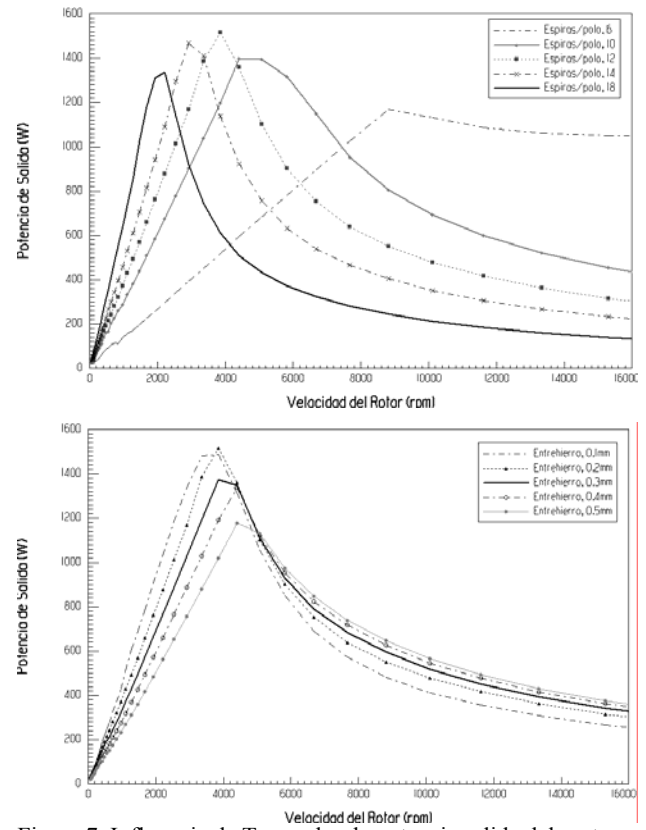 1600
1400
1200
1000
800
600
400
200
0
Potencia de Salida (W)
Espiras/polo, 6
Espiras/polo, 10
Espiras/polo, 12
Espiras/polo, 14
Espiras/polo, 18
0 2000 4000 6000 8000 10000 12000 14000 16000
Velocidad del Rotor (rpm)
1600
1400
1200
1000
800
600
400
200
0
Potencia de Salida (W)
Entrehierro, 0.1mm
Entrehierro, 0.2mm
Entrehierro, 0.3mm
Entrehierro, 0.4mm
Entrehierro, 0.5mm
0 2000 4000 6000 8000 10000 12000 14000 16000
Velocidad del Rotor (rpm)
Figura 7. Influencia de